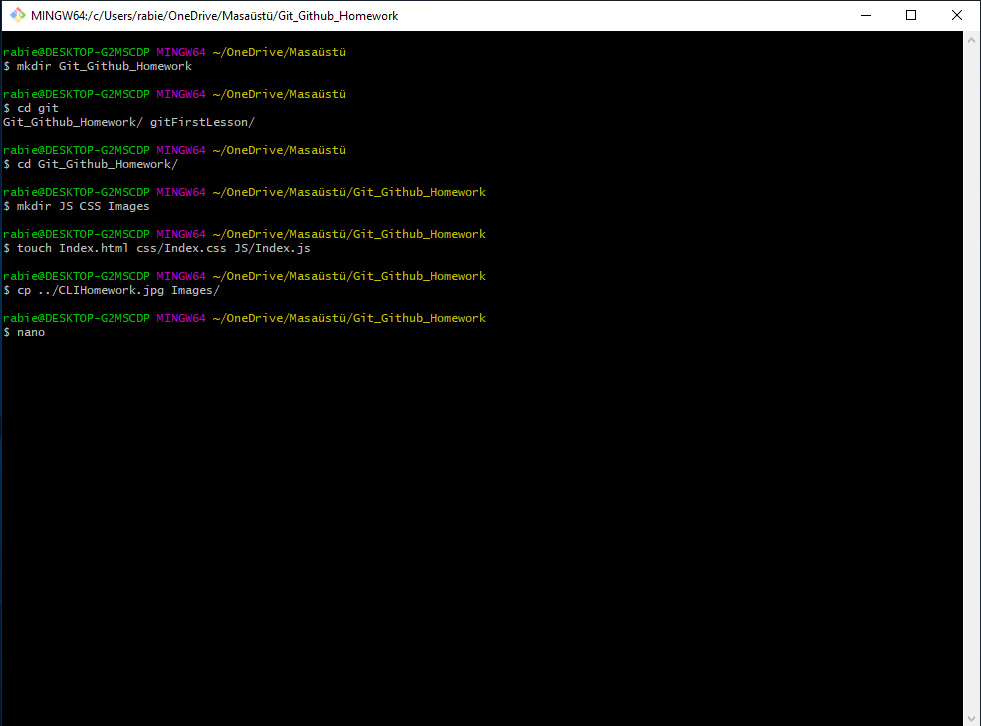 MINGW64:/c/Users/rabie/OneDrive/Masaüstü/Git_Github_Homework
rabie@DESKTOP-G2MSCDP MINGW64 ~/OneDrive/Masaüstü
$ mkdir Git_Github_Homework
rabie@DESKTOP-G2MSCDP MINGW64 ~/OneDrive/Masaüstü
$ cd git
Git_Github_Homework/ gitFirstLesson/
rabie@DESKTOP-G2MSCDP MINGW64 ~/OneDrive/Masaüstü
$ cd Git_Github_Homework/
rabie@DESKTOP-G2MSCDP MINGW64 ~/OneDrive/Masaüstü/Git_Github_Homework
$ mkdir JS CSS Images
rabie@DESKTOP-G2MSCDP MINGW64 ~/OneDrive/Masaüstü/Git_Github_Homework
$ touch Index.html css/Index.css JS/Index.js
rabie@DESKTOP-G2MSCDP MINGW64 ~/OneDrive/Masaüstü/Git_Github_Homework
$ cp ../CLIHomework.jpg Images/
rabie@DESKTOP-G2MSCDP MINGW64 ~/OneDrive/Masaüstü/Git_Github_Homework
$ nano